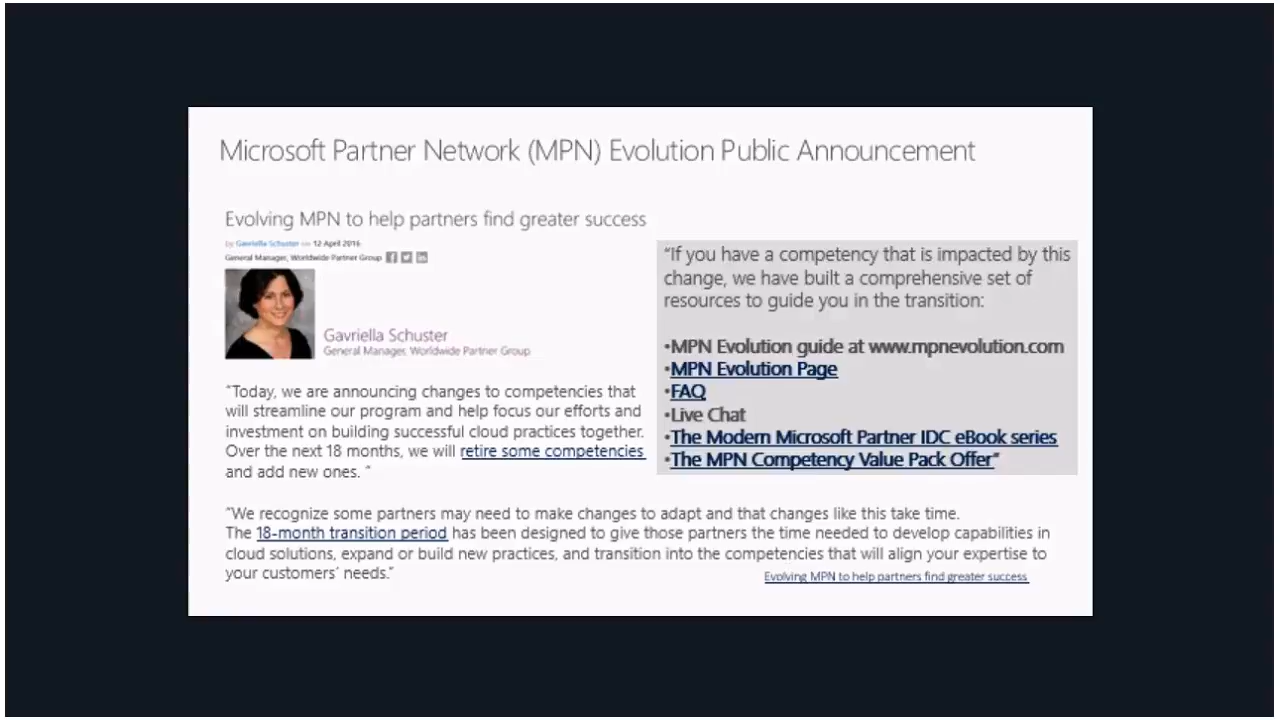 Microsoft Partner Network (MPN) Evolution Public Announcement
Evolving MPN to help partners find greater success
by Gavriella Schuster on 12 April 2016
General Manager, Worldwide Partner Group
Gavriella Schuster
General Manager, Worldwide Partner Group
“Today, we are announcing changes to competencies that
will streamline our program and help focus our efforts and
investment on building successful cloud practices together.
Over the next 18 months, we will retire some competencies
and add new ones. “
“If you have a competency that is impacted by this
change, we have built a comprehensive set of
resources to guide you in the transition:
•MPN Evolution guide at www.mpnevolution.com
•MPN Evolution Page
•FAQ
•Live Chat
•The Modern Microsoft Partner IDC eBook series
•The MPN Competency Value Pack Offer”
“We recognize some partners may need to make changes to adapt and that changes like this take time.
The 18-month transition period has been designed to give those partners the time needed to develop capabilities in
cloud solutions, expand or build new practices, and transition into the competencies that will align your expertise to
your customers’ needs.”
Evolving MPN to help partners find greater success